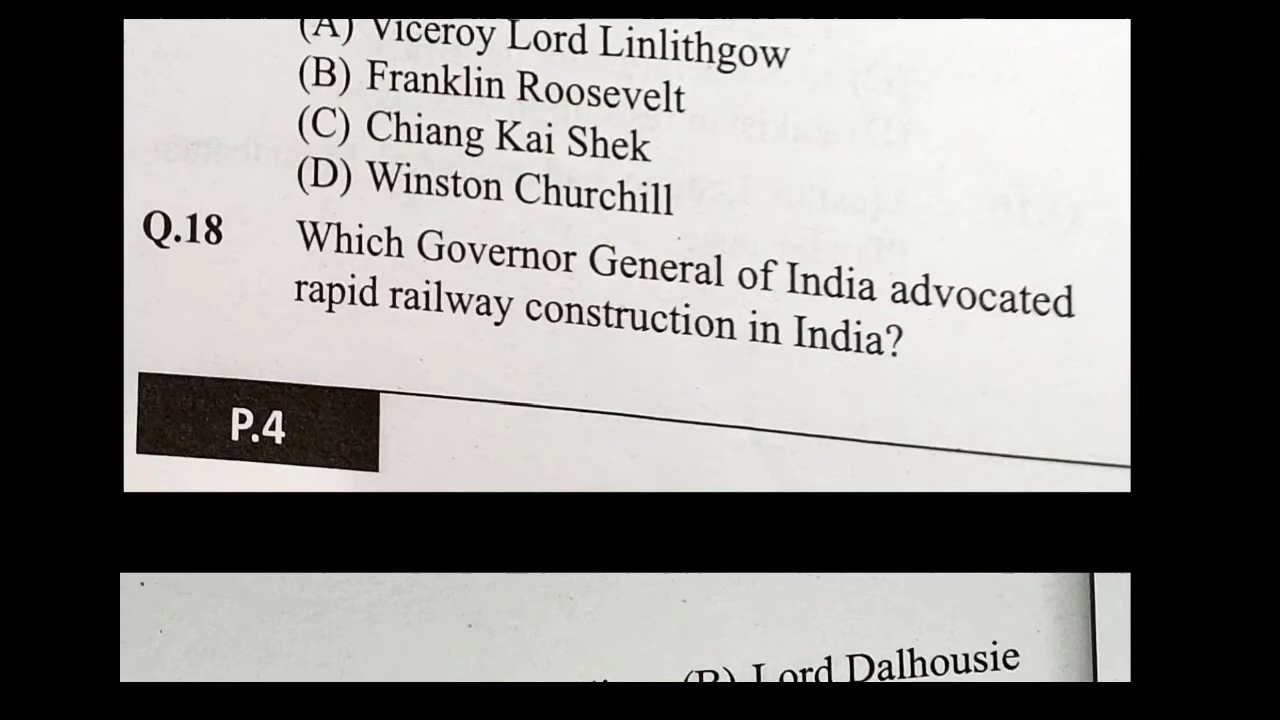 (A) Viceroy Lord Linlithgow
(B) Franklin Roosevelt
(C) Chiang Kai Shek
(D) Winston Churchill
Q.18 Which Governor General of India advocated
rapid railway construction in India?
P.4
(B) Lord Dalhousie